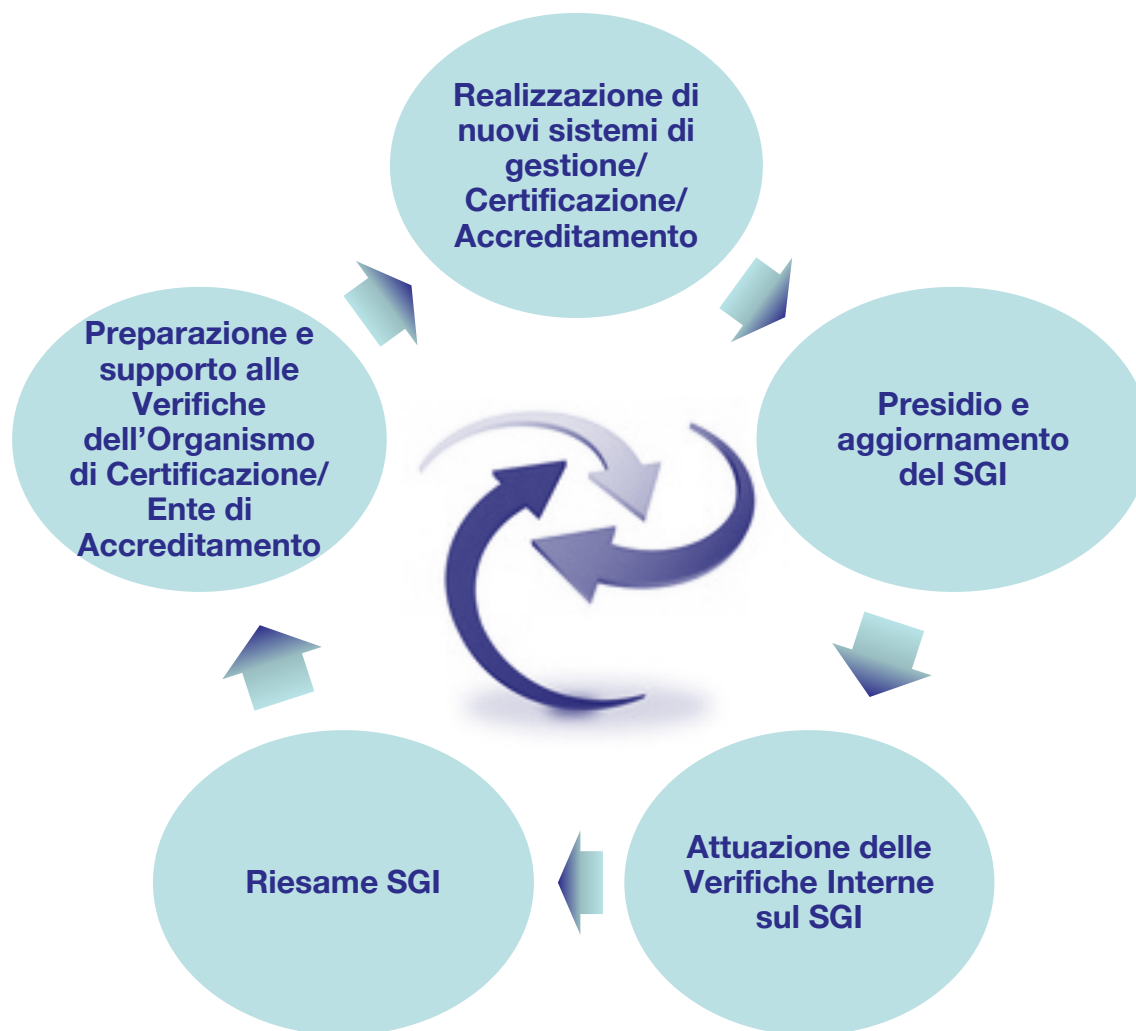 Realizzazione di
nuovi sistemi di
gestione/
Certificazione/
Accreditamento
Presidio e
aggiornamento
del SGI
Attuazione delle
Verifiche Interne
sul SGI
Riesame SGI
Preparazione e
supporto alle
Verifiche
dell’Organismo
di Certificazione/
Ente di
Accreditamento